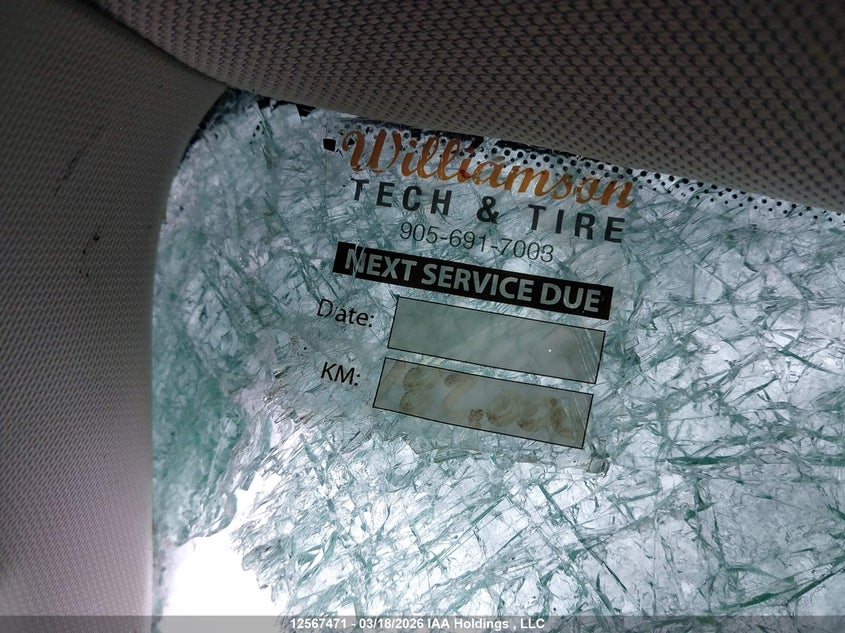 Williamson
TECH & TIRE
905-691-7003
NEXT SERVICE DUE
Date:
KM:
12567471 - 03/18/2026 IAA Holdings , LLC